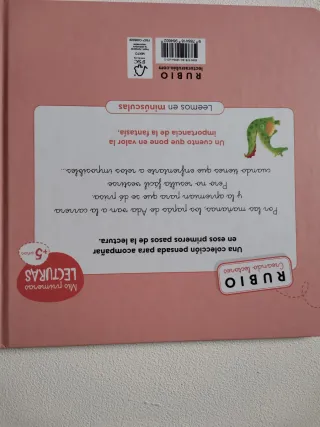 RUBIO
Creando lectores
Mis primeras
LECTURAS
+5 años
Una colección pensada para acompañar
en esos primeros pasos de la lectura.
Por las mañanas, los papás de Ada van a la carrera
y la apremian para que se dé prisa.
Pero no resulta fácil vestirse
cuando tienes que enfrentarte a retos imposibles...
Un cuento que pone en valor la
importancia de la fantasía.
Leemos en minúsculas
RUBIO